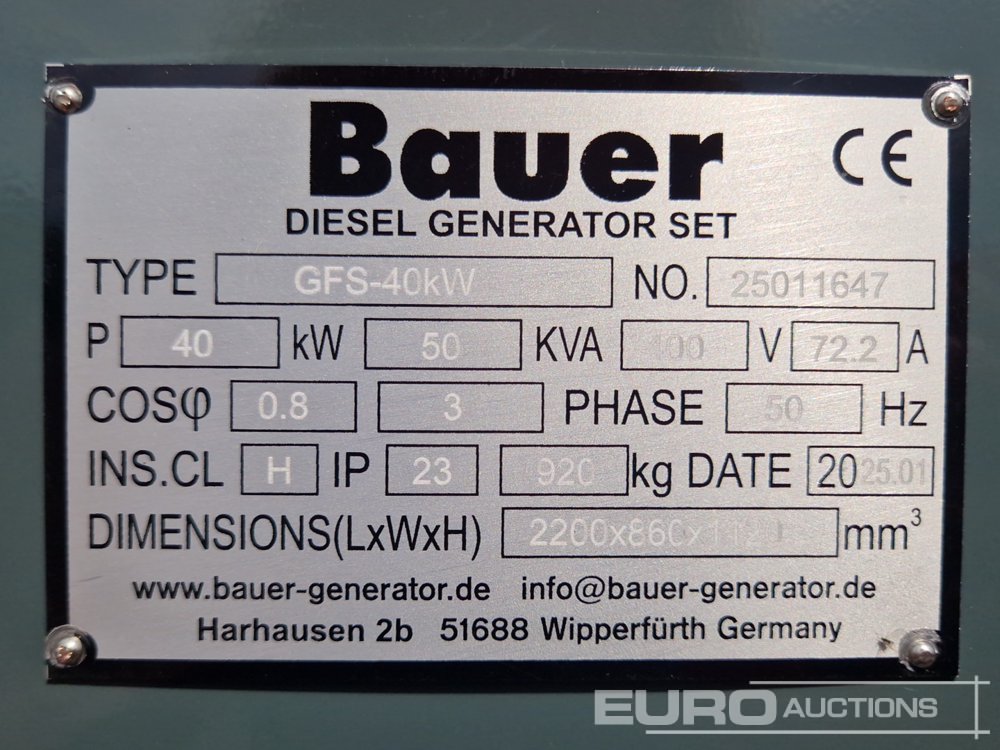 Bauer CE
DIESEL GENERATOR SET
TYPE GFS-40kW NO. 25011647
P 40 kW 50 KVA 400 V 72.2 A
COSφ 0.8 3 PHASE 50 Hz
INS.CL H IP 23 920 kg DATE 2025.01
DIMENSIONS(LxWxH) 2200x860x1120 mm³
www.bauer-generator.de info@bauer-generator.de
Harhausen 2b 51688 Wipperfürth Germany
EURO AUCTIONS